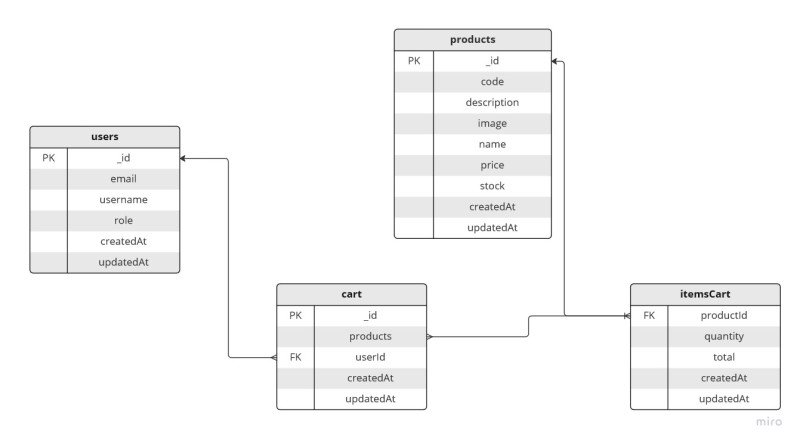 products
PK _id
code
description
image
name
price
stock
createdAt
updatedAt
users
PK _id
email
username
role
createdAt
updatedAt
cart
PK _id
products
FK userId
createdAt
updatedAt
itemsCart
FK productId
quantity
total
createdAt
updatedAt
miro